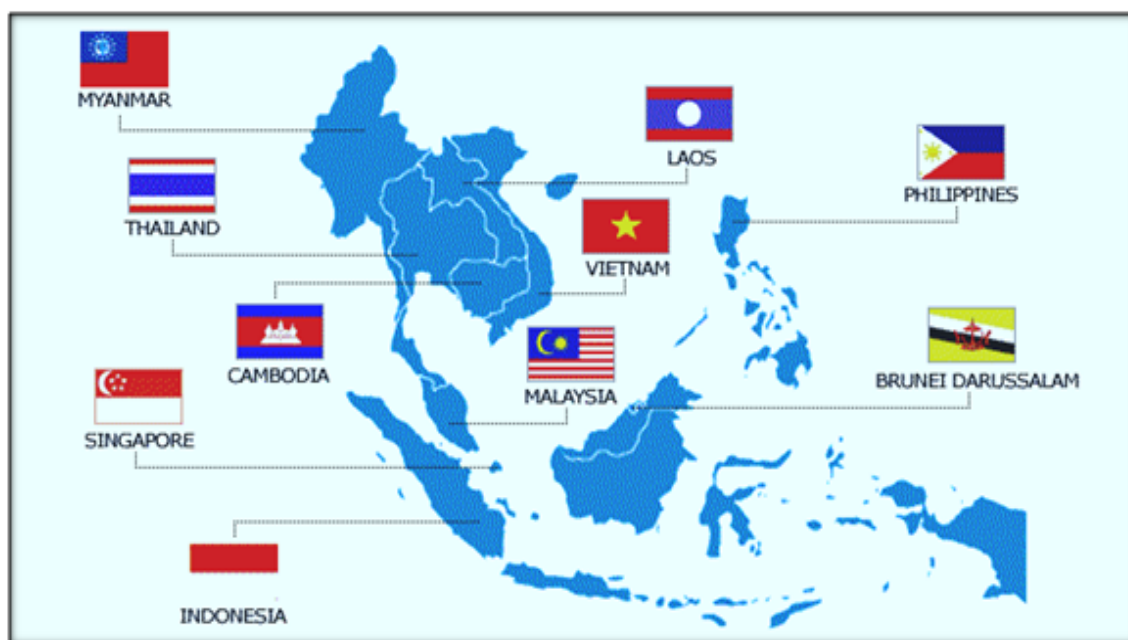 MYANMAR
LAOS
PHILIPPINES
THAILAND
VIETNAM
CAMBODIA
MALAYSIA
BRUNEI DARUSSALAM
SINGAPORE
INDONESIA